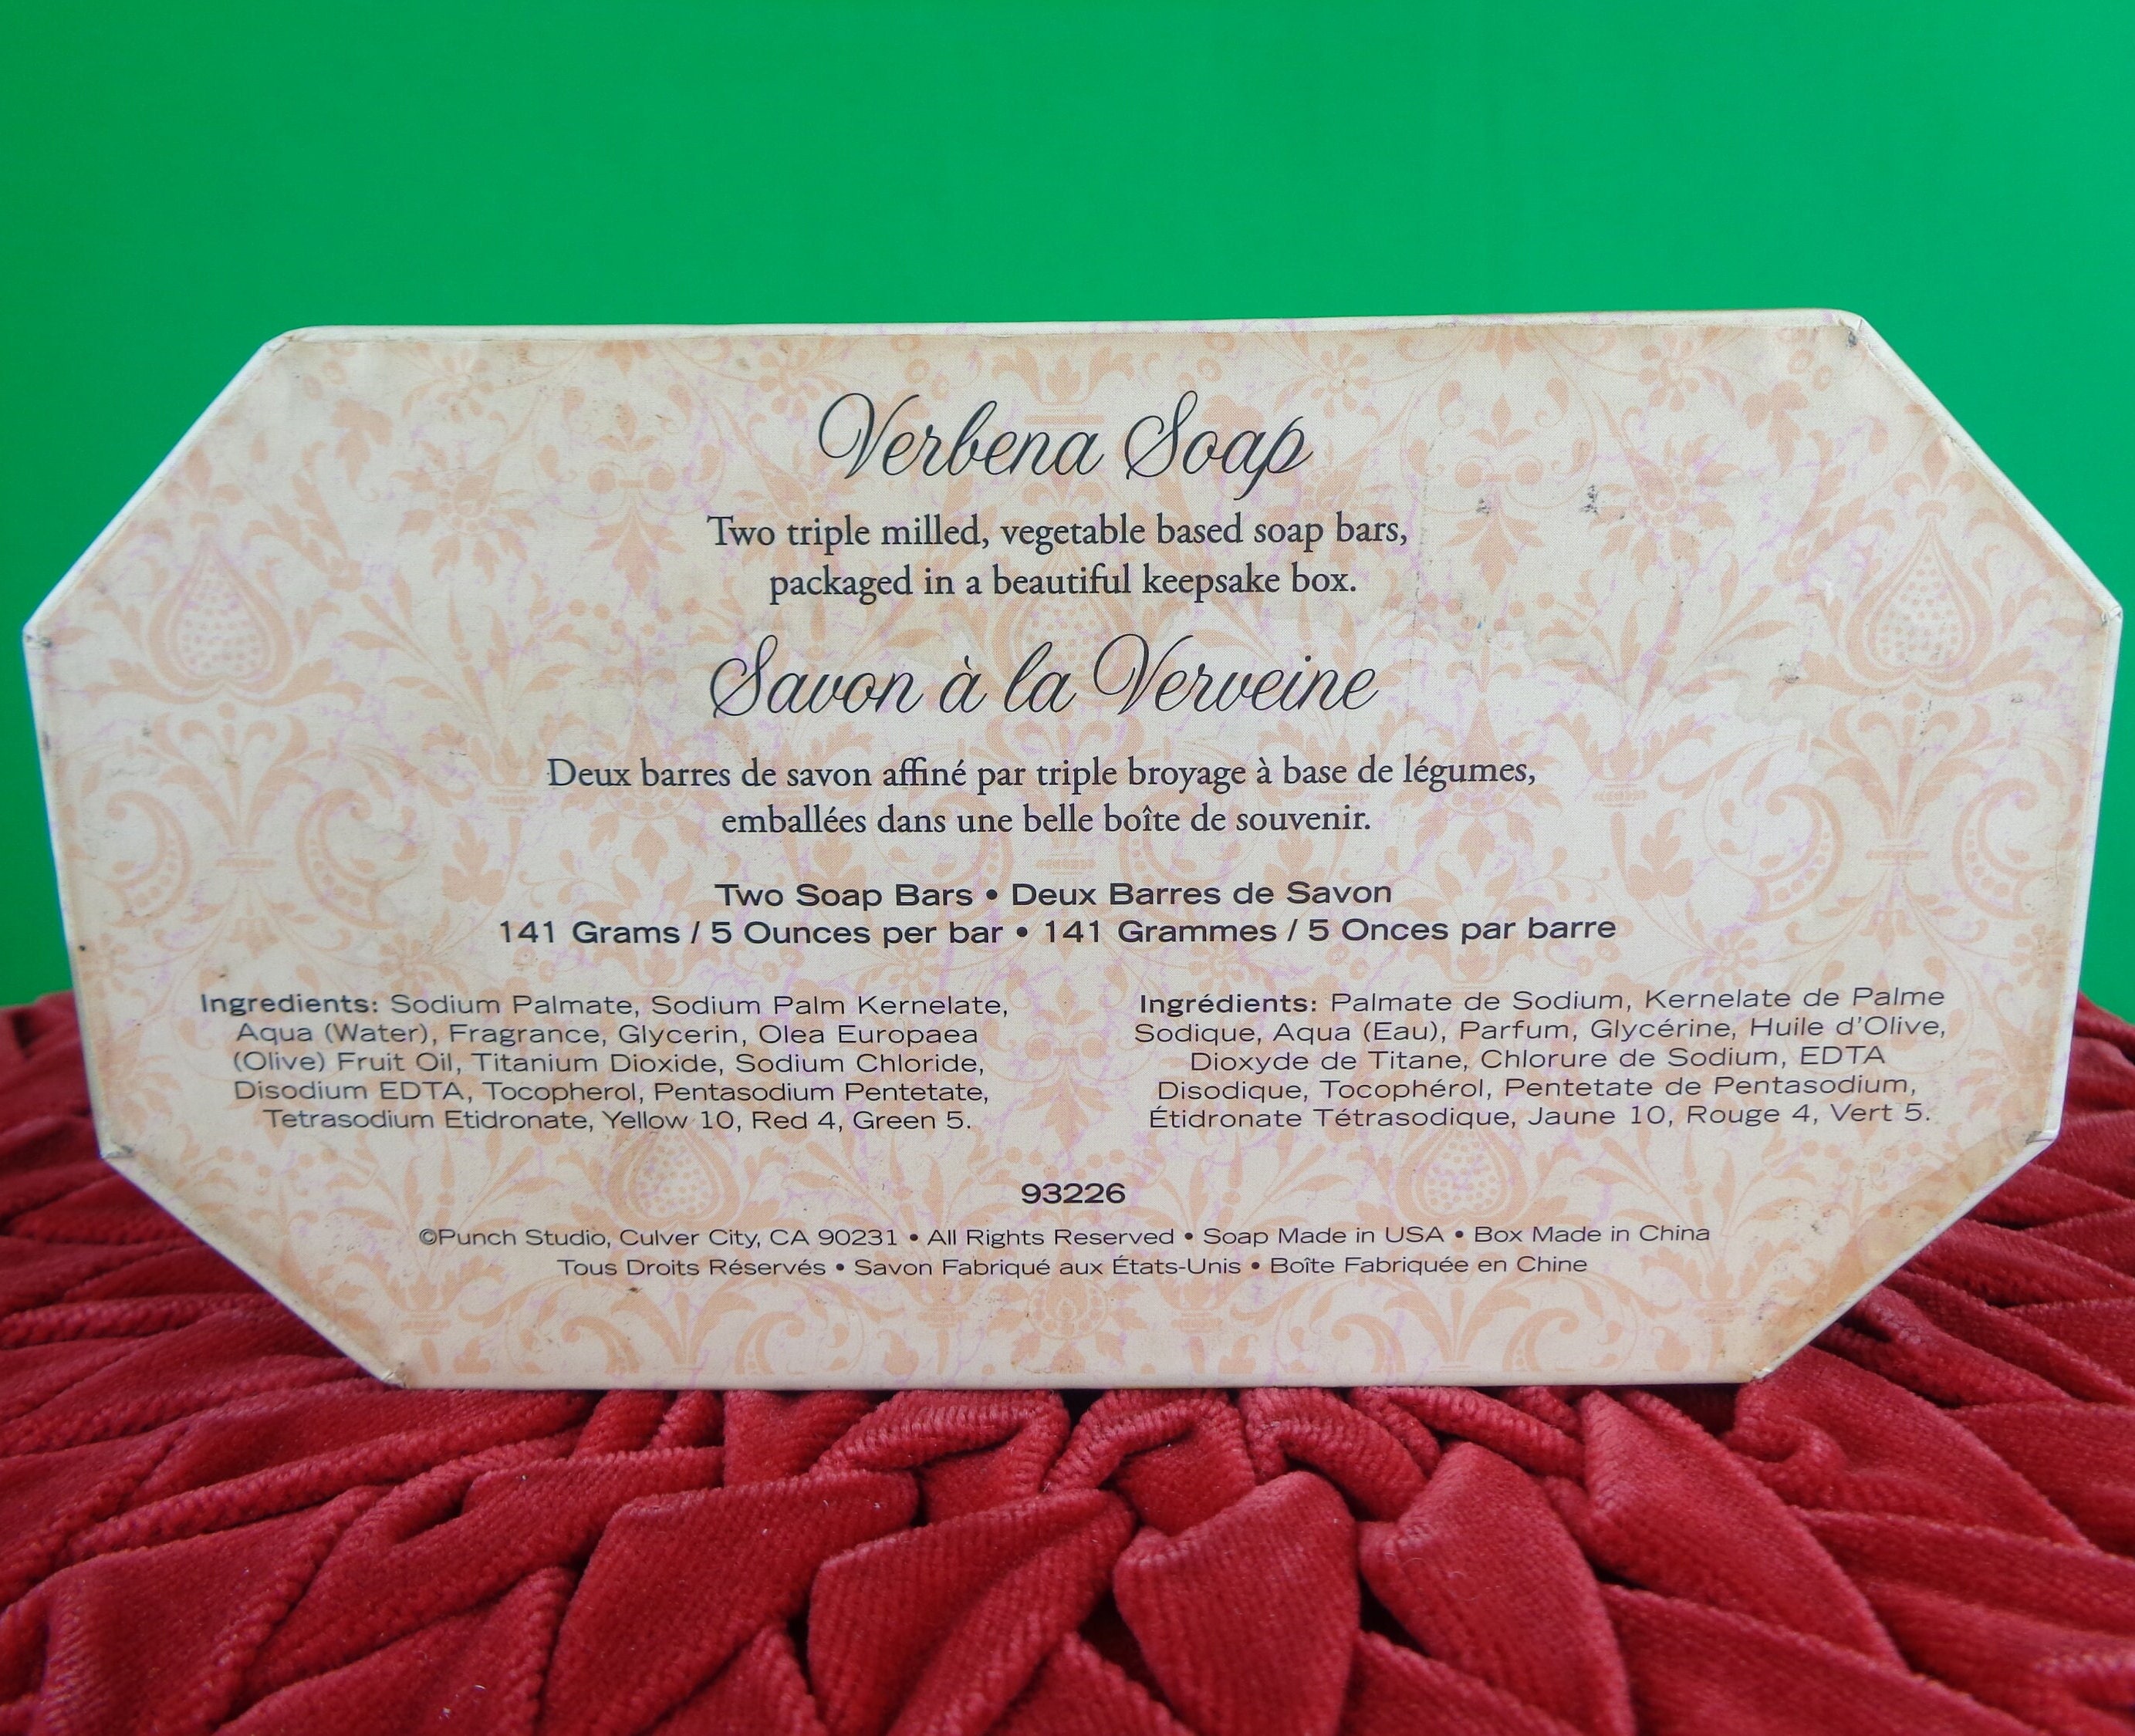 Verbena Soap
Two triple milled, vegetable based soap bars,
packaged in a beautiful keepsake box.
Savon à la Verveine
Deux barres de savon affiné par triple broyage à base de légumes,
emballées dans une belle boîte de souvenir.
Two Soap Bars • Deux Barres de Savon
141 Grams / 5 Ounces per bar • 141 Grammes / 5 Onces par barre
Ingredients: Sodium Palmate, Sodium Palm Kernelate,
Aqua (Water), Fragrance, Glycerin, Olea Europaea
(Olive) Fruit Oil, Titanium Dioxide, Sodium Chloride,
Disodium EDTA, Tocopherol, Pentasodium Pentetate,
Tetrasodium Etidronate, Yellow 10, Red 4, Green 5.
Ingrédients: Palmate de Sodium, Kernelate de Palme
Sodique, Aqua (Eau), Parfum, Glycérine, Huile d'Olive,
Dioxyde de Titane, Chlorure de Sodium, EDTA
Disodique, Tocophérol, Pentetate de Pentasodium,
Étidronate Tétrasodique, Jaune 10, Rouge 4, Vert 5.
93226
©Punch Studio, Culver City, CA 90231 • All Rights Reserved • Soap Made in USA • Box Made in China
Tous Droits Réservés • Savon Fabriqué aux États-Unis • Boîte Fabriquée en Chine